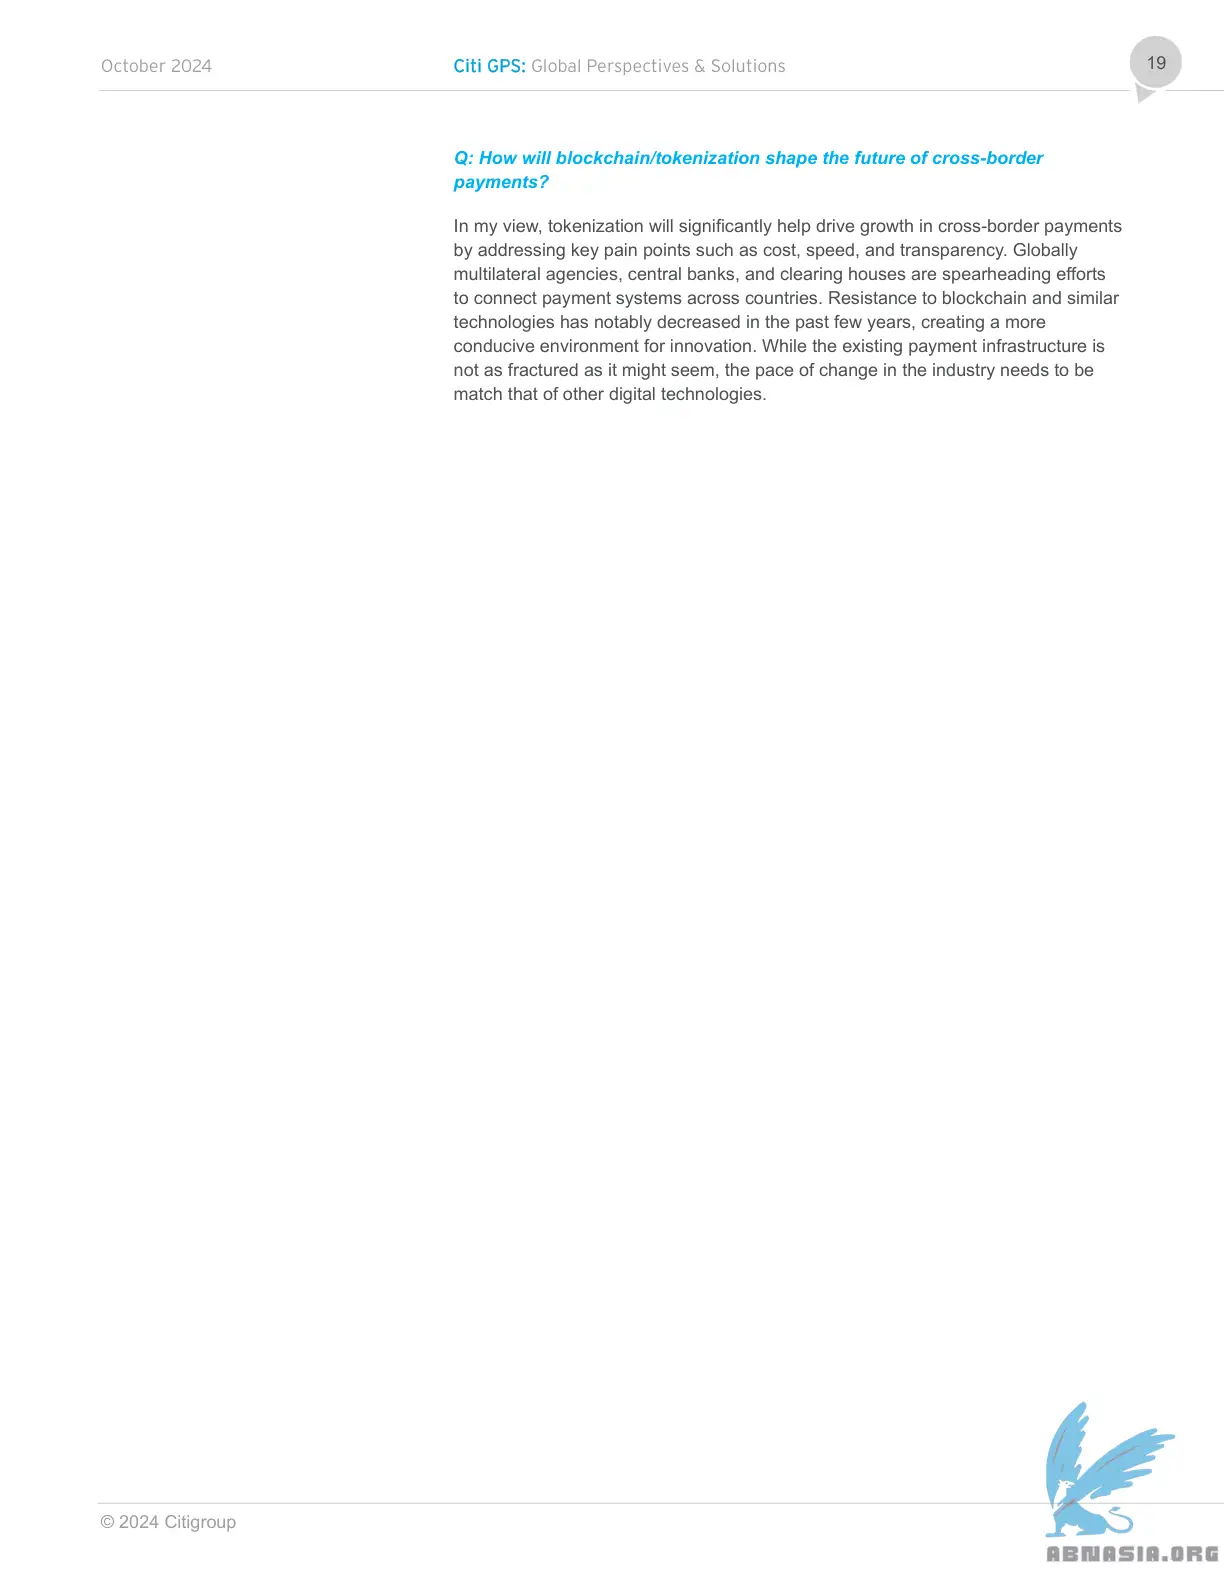 October 2024
Citi GPS: Global Perspectives & Solutions
19
Q: How will blockchain/tokenization shape the future of cross-border
payments?
In my view, tokenization will significantly help drive growth in cross-border payments
by addressing key pain points such as cost, speed, and transparency. Globally
multilateral agencies, central banks, and clearing houses are spearheading efforts
to connect payment systems across countries. Resistance to blockchain and similar
technologies has notably decreased in the past few years, creating a more
conducive environment for innovation. While the existing payment infrastructure is
not as fractured as it might seem, the pace of change in the industry needs to be
match that of other digital technologies.
© 2024 Citigroup
ABNASIA.ORG